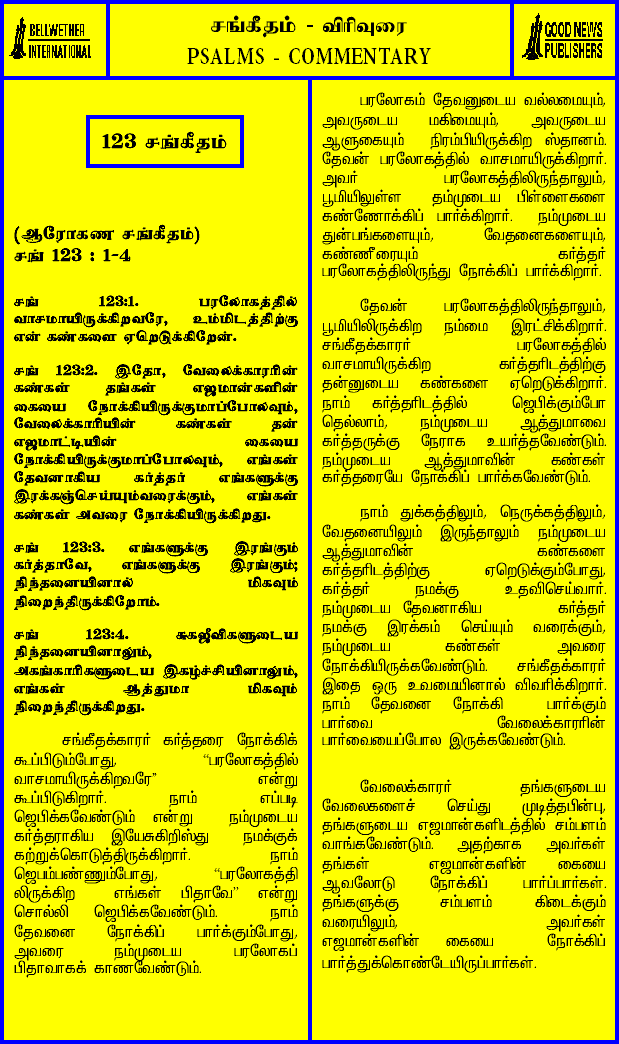 BELLWETHER
INTERNATIONAL
சங்கீதம் - விரிவுரை
PSALMS - COMMENTARY
GOOD NEWS
PUBLISHERS
123 சங்கீதம்
(ஆரோகண சங்கீதம்)
சங் 123 : 1-4
சங் 123:1. பரலோகத்தில்
வாசமாயிருக்கிறவரே, உம்மிடத்திற்கு
என் கண்களை ஏறெடுக்கிறேன்.
சங் 123:2. இதோ, வேலைக்காரரின்
கண்கள் தங்கள் எஜமான்களின்
கையை நோக்கியிருக்குமாப்போலவும்,
வேலைக்காரியின் கண்கள் தன்
எஜமாட்டியின் கையை
நோக்கியிருக்குமாப்போலவும், எங்கள்
தேவனாகிய கர்த்தர் எங்களுக்கு
இரக்கஞ்செய்யும்வரைக்கும், எங்கள்
கண்கள் அவரை நோக்கியிருக்கிறது.
சங் 123:3. எங்களுக்கு இரங்கும்
கர்த்தாவே, எங்களுக்கு இரங்கும்;
நிந்தனையினால் மிகவும்
நிறைந்திருக்கிறோம்.
சங் 123:4. சுகஜீவிகளுடைய
நிந்தனையினாலும்,
அகங்காரிகளுடைய இகழ்ச்சியினாலும்,
எங்கள் ஆத்துமா மிகவும்
நிறைந்திருக்கிறது.
சங்கீதக்காரர் கர்த்தரை நோக்கிக்
கூப்பிடும்போது, “பரலோகத்தில்
வாசமாயிருக்கிறவரே” என்று
கூப்பிடுகிறார். நாம் எப்படி
ஜெபிக்கவேண்டும் என்று நம்முடைய
கர்த்தராகிய இயேசுகிறிஸ்து நமக்குக்
கற்றுக்கொடுத்திருக்கிறார். நாம்
ஜெபம்பண்ணும்போது, “பரலோகத்தி
லிருக்கிற எங்கள் பிதாவே” என்று
சொல்லி ஜெபிக்கவேண்டும். நாம்
தேவனை நோக்கிப் பார்க்கும்போது,
அவரை நம்முடைய பரலோகப்
பிதாவாகக் காணவேண்டும்.
பரலோகம் தேவனுடைய வல்லமையும்,
அவருடைய மகிமையும், அவருடைய
ஆளுகையும் நிரம்பியிருக்கிற ஸ்தானம்.
தேவன் பரலோகத்தில் வாசமாயிருக்கிறார்.
அவர் பரலோகத்திலிருந்தாலும்,
பூமியிலுள்ள தம்முடைய பிள்ளைகளை
கண்ணோக்கிப் பார்க்கிறார். நம்முடைய
துன்பங்களையும், வேதனைகளையும்,
கண்ணீரையும் கர்த்தர்
பரலோகத்திலிருந்து நோக்கிப் பார்க்கிறார்.
தேவன் பரலோகத்திலிருந்தாலும்,
பூமியிலிருக்கிற நம்மை இரட்சிக்கிறார்.
சங்கீதக்காரர் பரலோகத்தில்
வாசமாயிருக்கிற கர்த்தரிடத்திற்கு
தன்னுடைய கண்களை ஏறெடுக்கிறார்.
நாம் கர்த்தரிடத்தில் ஜெபிக்கும்போ
தெல்லாம், நம்முடைய ஆத்துமாவை
கர்த்தருக்கு நேராக உயர்த்தவேண்டும்.
நம்முடைய ஆத்துமாவின் கண்கள்
கர்த்தரையே நோக்கிப் பார்க்கவேண்டும்.
நாம் துக்கத்திலும், நெருக்கத்திலும்,
வேதனையிலும் இருந்தாலும் நம்முடைய
ஆத்துமாவின் கண்களை
கர்த்தரிடத்திற்கு ஏறெடுக்கும்போது,
கர்த்தர் நமக்கு உதவிசெய்வார்.
நம்முடைய தேவனாகிய கர்த்தர்
நமக்கு இரக்கம் செய்யும் வரைக்கும்,
நம்முடைய கண்கள் அவரை
நோக்கியிருக்கவேண்டும். சங்கீதக்காரர்
இதை ஒரு உவமையினால் விவரிக்கிறார்.
நாம் தேவனை நோக்கி பார்க்கும்
பார்வை வேலைக்காரரின்
பார்வையைப்போல இருக்கவேண்டும்.
வேலைக்காரர் தங்களுடைய
வேலைகளைச் செய்து முடித்தபின்பு,
தங்களுடைய எஜமான்களிடத்தில் சம்பளம்
வாங்கவேண்டும். அதற்காக அவர்கள்
தங்கள் எஜமான்களின் கையை
ஆவலோடு நோக்கிப் பார்ப்பார்கள்.
தங்களுக்கு சம்பளம் கிடைக்கும்
வரையிலும், அவர்கள்
எஜமான்களின் கையை நோக்கிப்
பார்த்துக்கொண்டேயிருப்பார்கள்.